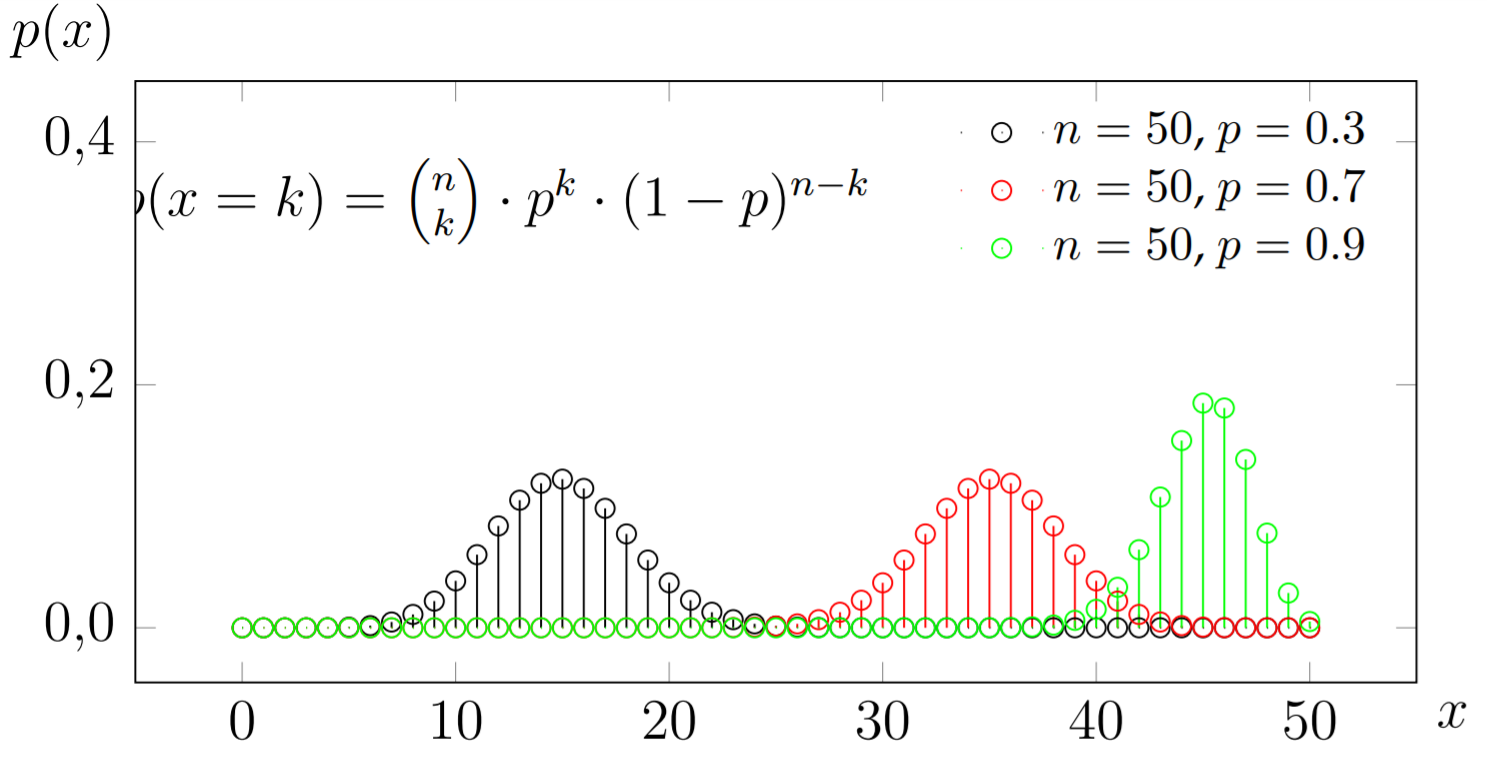 p(x)
0,4
0,2
0,0
p(x = k) = \binom{n}{k} · p^k · (1 − p)^{n−k}
n = 50, p = 0.3
n = 50, p = 0.7
n = 50, p = 0.9
0 10 20 30 40 50 x